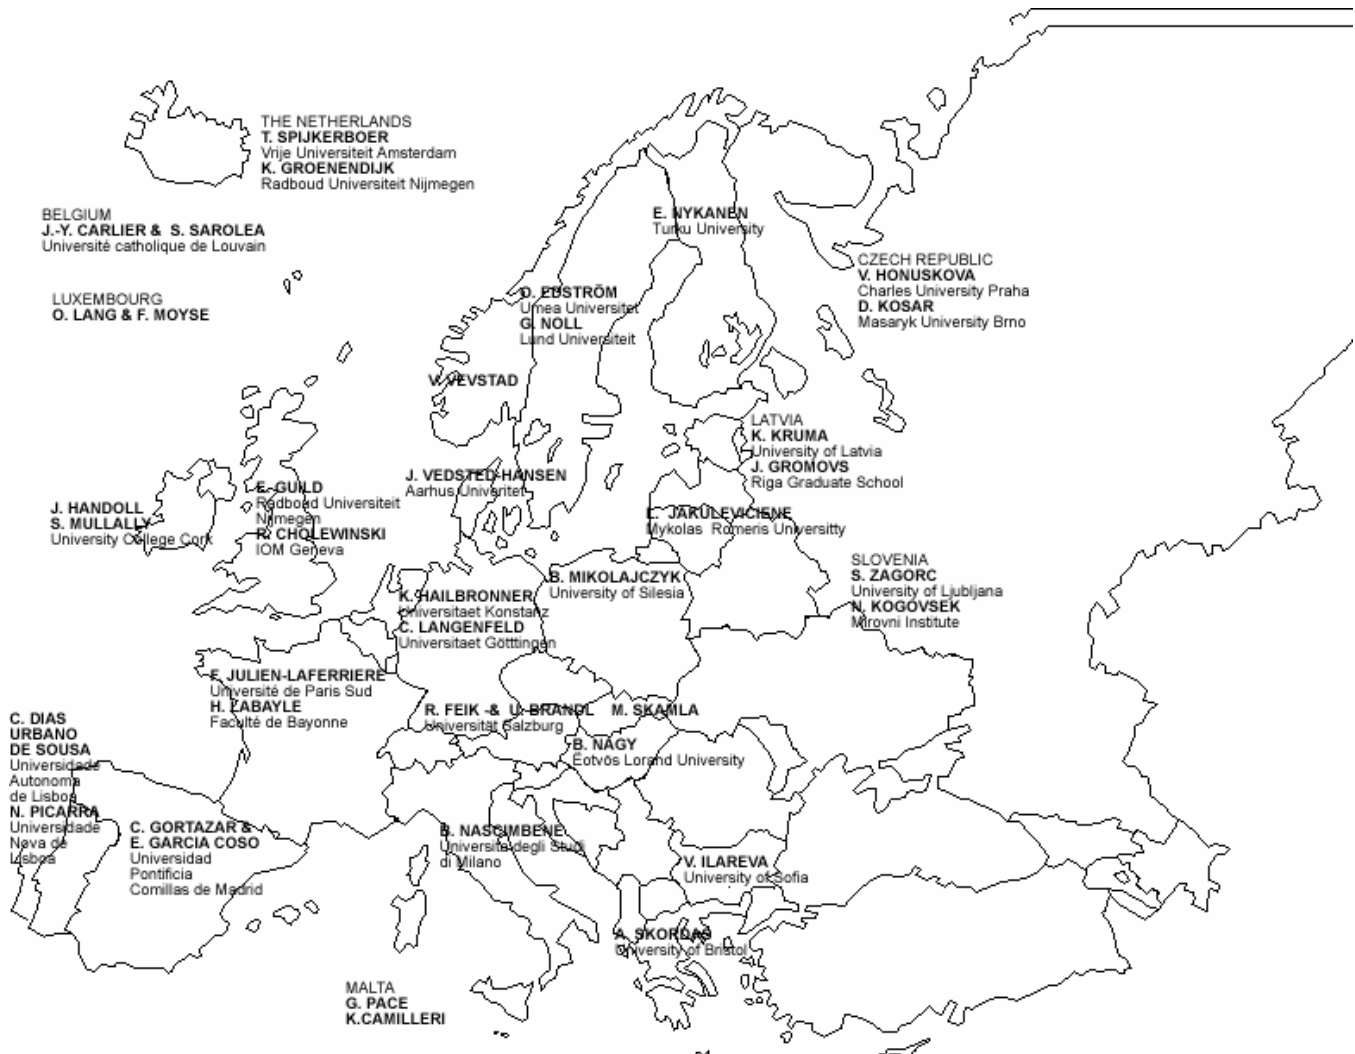 THE NETHERLANDS
T. SPIJKERBOER
Vrije Universiteit Amsterdam
K. GROENENDIJK
Radboud Universiteit Nijmegen
BELGIUM
J.-Y. CARLIER & S. SAROLEA
Université catholique de Louvain
LUXEMBOURG
O. LANG & F. MOYSE
E. NYKANEN
Turku University
CZECH REPUBLIC
V. HONUSKOVA
Charles University Praha
D. KOSAR
Masaryk University Brno
O. EDSTRÖM
Umea Universitet
G. NOLL
Lund Universiteit
V. VEVSTAD
LATVIA
K. KRUMA
University of Latvia
J. GROMOVS
Riga Graduate School
J. VEDSTED-HANSEN
Aarhus Univeritet
E. GUILD
Radboud Universiteit
Nijmegen
R. CHOLEWINSKI
IOM Geneva
J. HANDOLL
S. MULLALLY
University College Cork
L. JAKULEVICIENE
Mykolas Romeris Universitty
SLOVENIA
S. ZAGORC
University of Ljubljana
N. KOGOVSEK
Mirovni Institute
B. MIKOLAJCZYK
University of Silesia
K. HAILBRONNER
Universitaet Konstanz
C. LANGENFELD
Universitaet Götttingen
F. JULIEN-LAFERRIERE
Université de Paris Sud
H. ZABAYLE
Faculté de Bayonne
R. FEIK -& U. BRANDL
Universität Salzburg
M. SKAMLA
B. NAGY
Eotvös Lorand University
C. DIAS
URBANO
DE SOUSA
Universidade
Autonoma
de Lisboa
N. PICARRA
Universidade
Nova de
Lisboa
C. GORTAZAR &
E. GARCIA COSO
Universidad
Pontificia
Comillas de Madrid
B. NASCIMBENE
Universita degli Studi
di Milano
V. ILAREVA
University of Sofia
A. SKORDAS
University of Bristol
MALTA
G. PACE
K.CAMILLERI